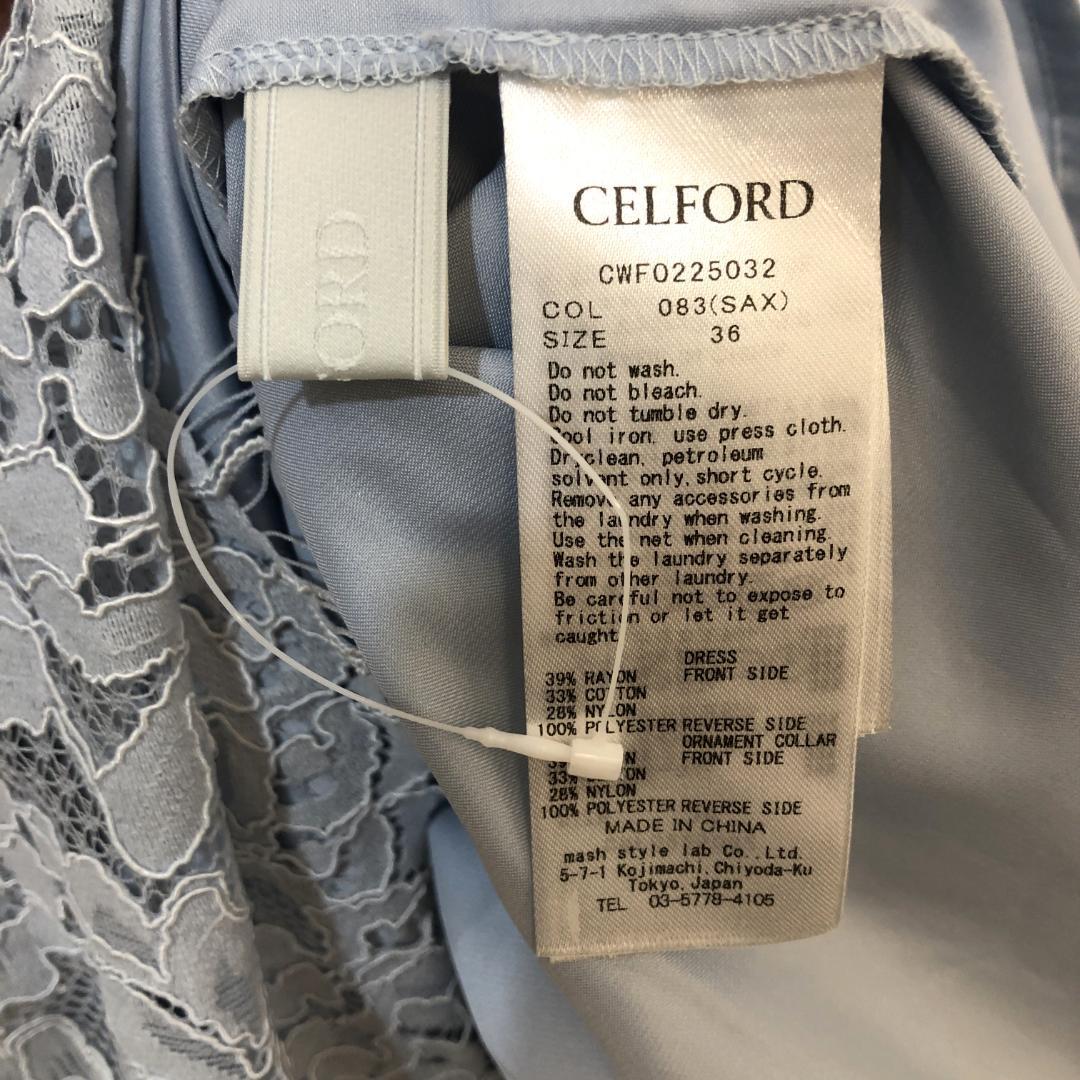 ORD
CELFORD
CWFO225032
COL 083(SAX)
SIZE 36
Do not wash.
Do not bleach.
Do not tumble dry.
Cool iron, use press cloth.
Dryclean, petroleum
solvent only, short cycle.
Remove any accessories from
the laundry when washing.
Use the net when cleaning.
Wash the laundry separately
from other laundry.
Be careful not to expose to
friction or let it get
caught
DRESS
39% RAYON FRONT SIDE
33% COTTON
28% NYLON
100% POLYESTER REVERSE SIDE
ORNAMENT COLLAR
FRONT SIDE
33%
28% NYLON
100% POLYESTER REVERSE SIDE
MADE IN CHINA
mash style lab Co., Ltd.
5-7-1 Kojimachi, Chiyoda-Ku
Tokyo, Japan
TEL 03-5778-4105